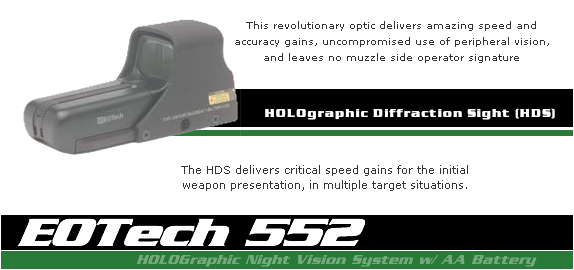 This revolutionary optic delivers amazing speed and
accuracy gains, uncompromised use of peripheral vision,
and leaves no muzzle side operator signature
EOTech
HOLOgraphic Diffraction Sight (HDS)
The HDS delivers critical speed gains for the initial
weapon presentation, in multiple target situations.
EOTech 552
HOLOGraphic Night Vision System w/ AA Battery